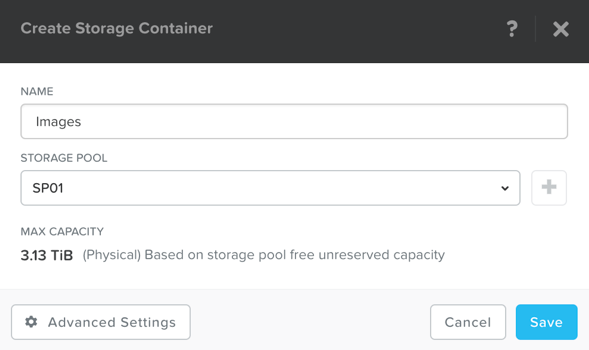 Create Storage Container ?
NAME
Images
STORAGE POOL
SP01
MAX CAPACITY
3.13 TiB (Physical) Based on storage pool free unreserved capacity
Advanced Settings Cancel Save